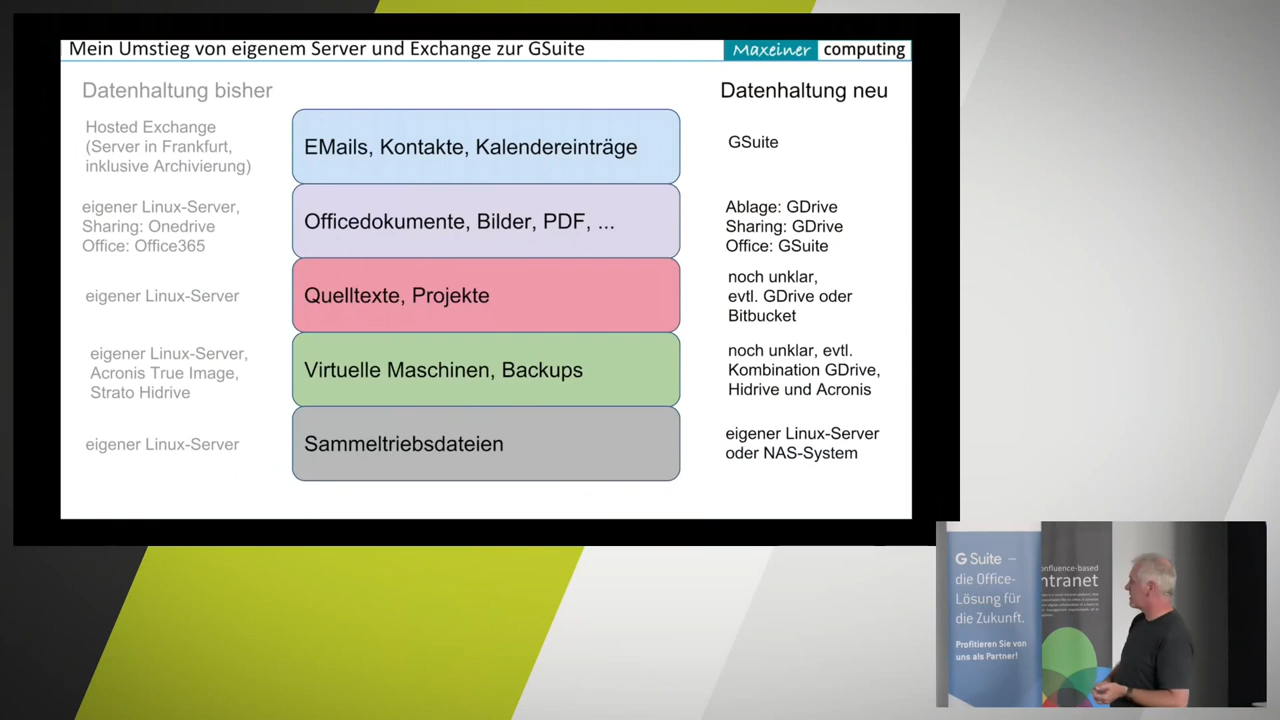 Mein Umstieg von eigenem Server und Exchange zur GSuite
Maxeiner computing
Datenhaltung bisher
Datenhaltung neu
Hosted Exchange
(Server in Frankfurt,
inklusive Archivierung)
EMails, Kontakte, Kalendereinträge
GSuite
eigener Linux-Server,
Sharing: Onedrive
Office: Office365
Officedokumente, Bilder, PDF, ...
Ablage: GDrive
Sharing: GDrive
Office: GSuite
eigener Linux-Server
Quelltexte, Projekte
noch unklar,
evtl. GDrive oder
Bitbucket
eigener Linux-Server,
Acronis True Image,
Strato Hidrive
Virtuelle Maschinen, Backups
noch unklar, evtl.
Kombination GDrive,
Hidrive und Acronis
eigener Linux-Server
Sammeltriebsdateien
eigener Linux-Server
oder NAS-System
G Suite –
die Office-
Lösung für
die Zukunft.
Profitieren Sie von
uns als Partner!
onfluence-based
ntranet